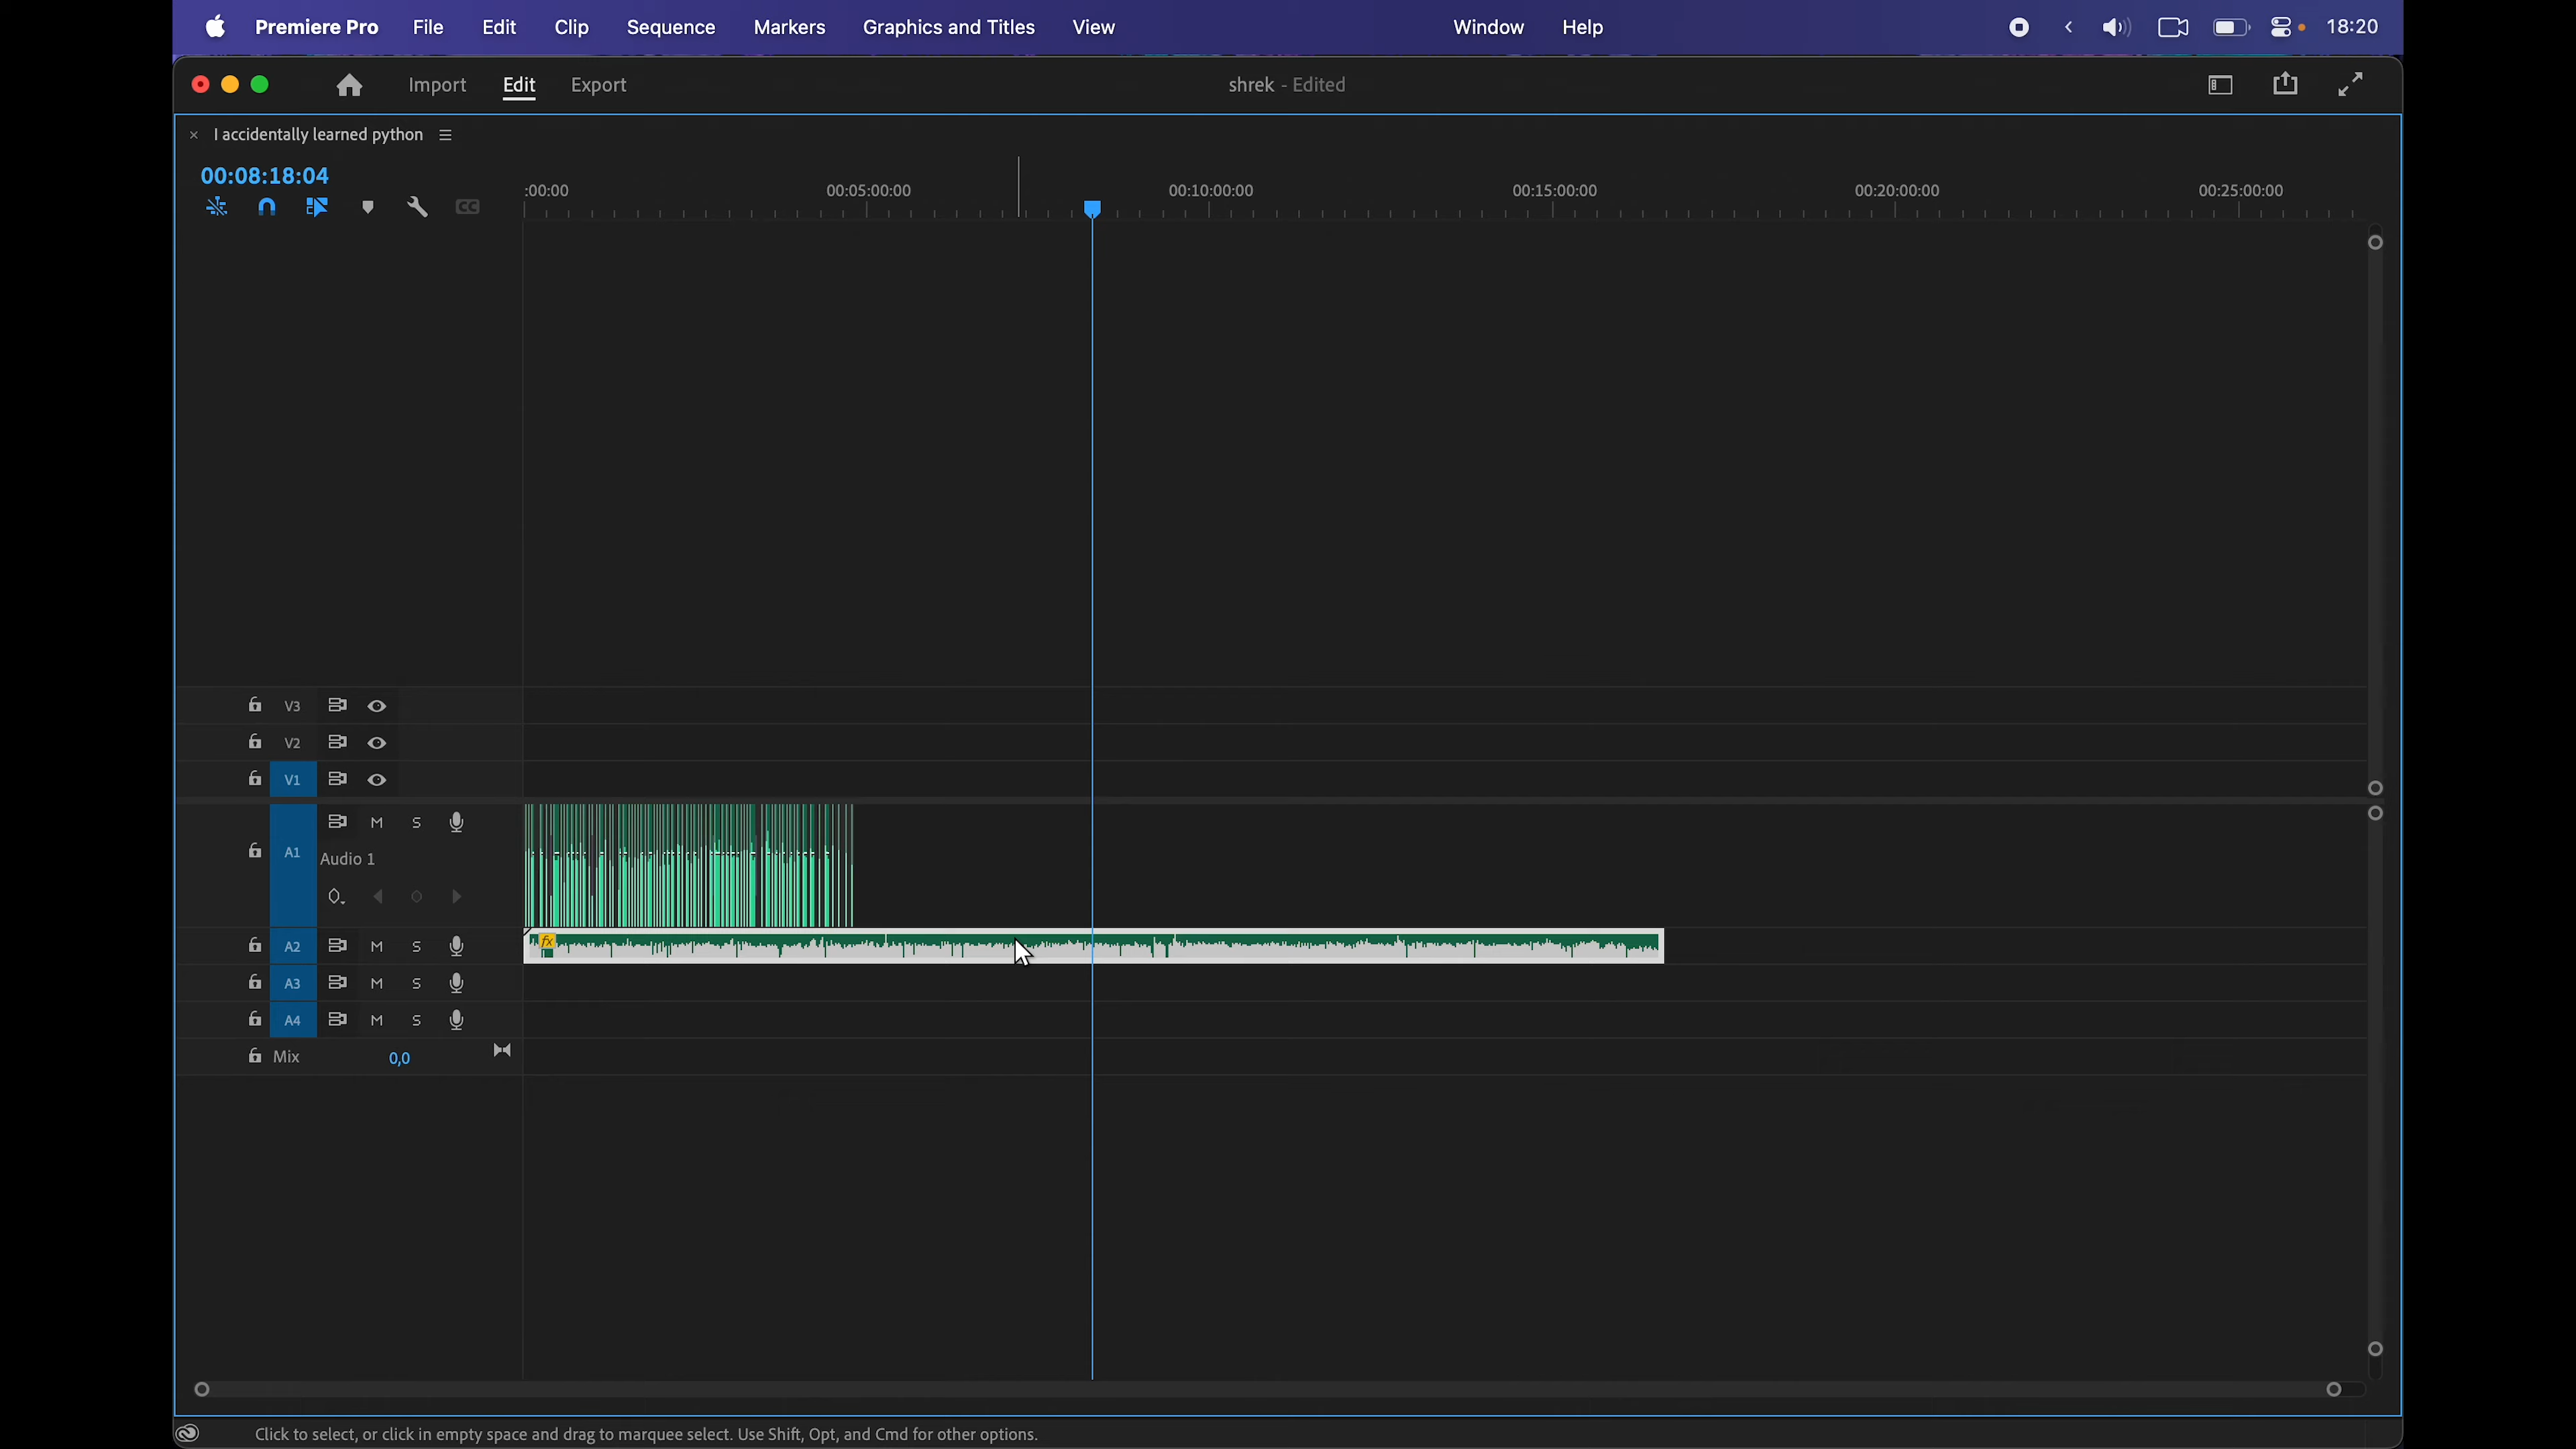 Premiere Pro File Edit Clip Sequence Markers Graphics and Titles View Window Help 18:20
Import Edit Export shrek - Edited
I accidentally learned python
00:08:18:04
:00:00 00:05:00:00 00:10:00:00 00:15:00:00 00:20:00:00 00:25:00:00
CC
V3
V2
V1
M S
A1 Audio 1
fx
A2 M S
A3 M S
A4 M S
Mix 0,0
Click to select, or click in empty space and drag to marquee select. Use Shift, Opt, and Cmd for other options.